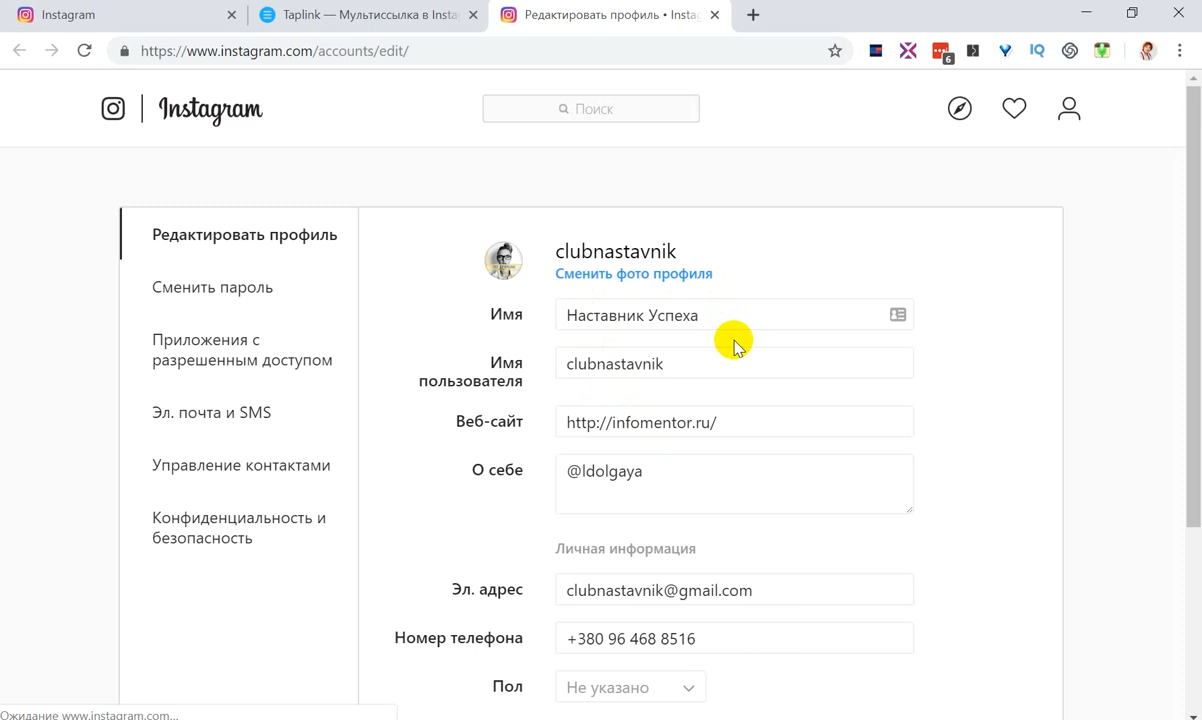 Instagram
Taplink — Мультиссылка в Insta
Редактировать профиль • Instag
https://www.instagram.com/accounts/edit/
6
IQ
Instagram
Поиск
Редактировать профиль
Сменить пароль
Приложения с
разрешенным доступом
Эл. почта и SMS
Управление контактами
Конфиденциальность и
безопасность
clubnastavnik
Сменить фото профиля
Имя
Наставник Успеха
Имя
пользователя
clubnastavnik
Веб-сайт
http://infomentor.ru/
О себе
@ldolgaya
Личная информация
Эл. адрес
clubnastavnik@gmail.com
Номер телефона
+380 96 468 8516
Пол
Не указано
Ожидание www.instagram.com...